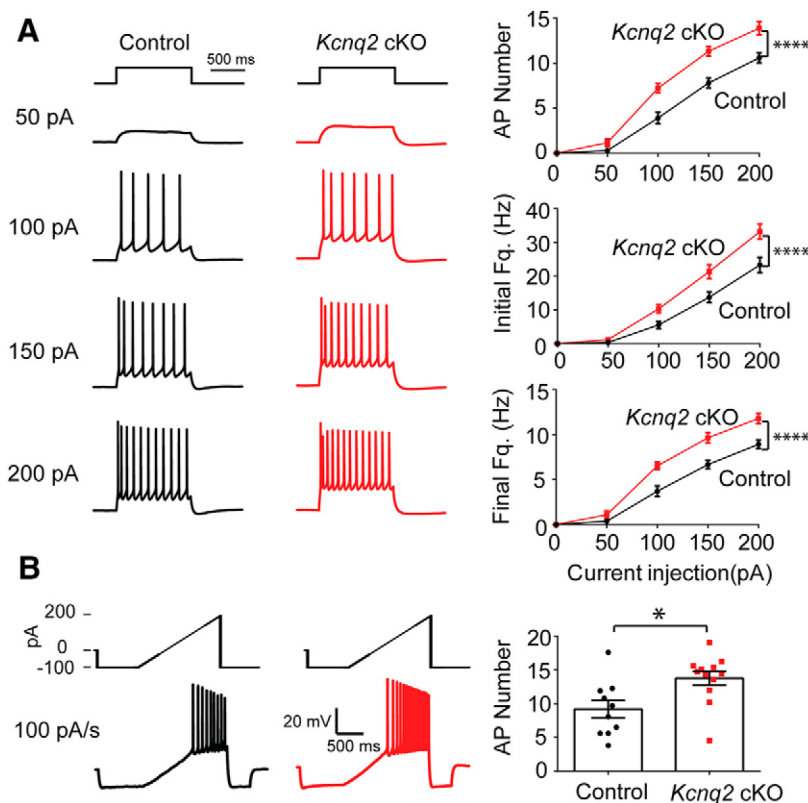 A
Control
Kcnq2 cKO
500 ms
50 pA
100 pA
150 pA
200 pA
AP Number
15
10
5
0
Kcnq2 cKO
****
Control
0 50 100 150 200
Initial Fq. (Hz)
40
30
20
10
0
Kcnq2 cKO
****
Control
0 50 100 150 200
Final Fq. (Hz)
15
10
5
0
Kcnq2 cKO
****
Control
0 50 100 150 200
Current injection(pA)
B
pA
200
0
-100
100 pA/s
20 mV
500 ms
AP Number
20
15
10
5
0
*
Control Kcnq2 cKO